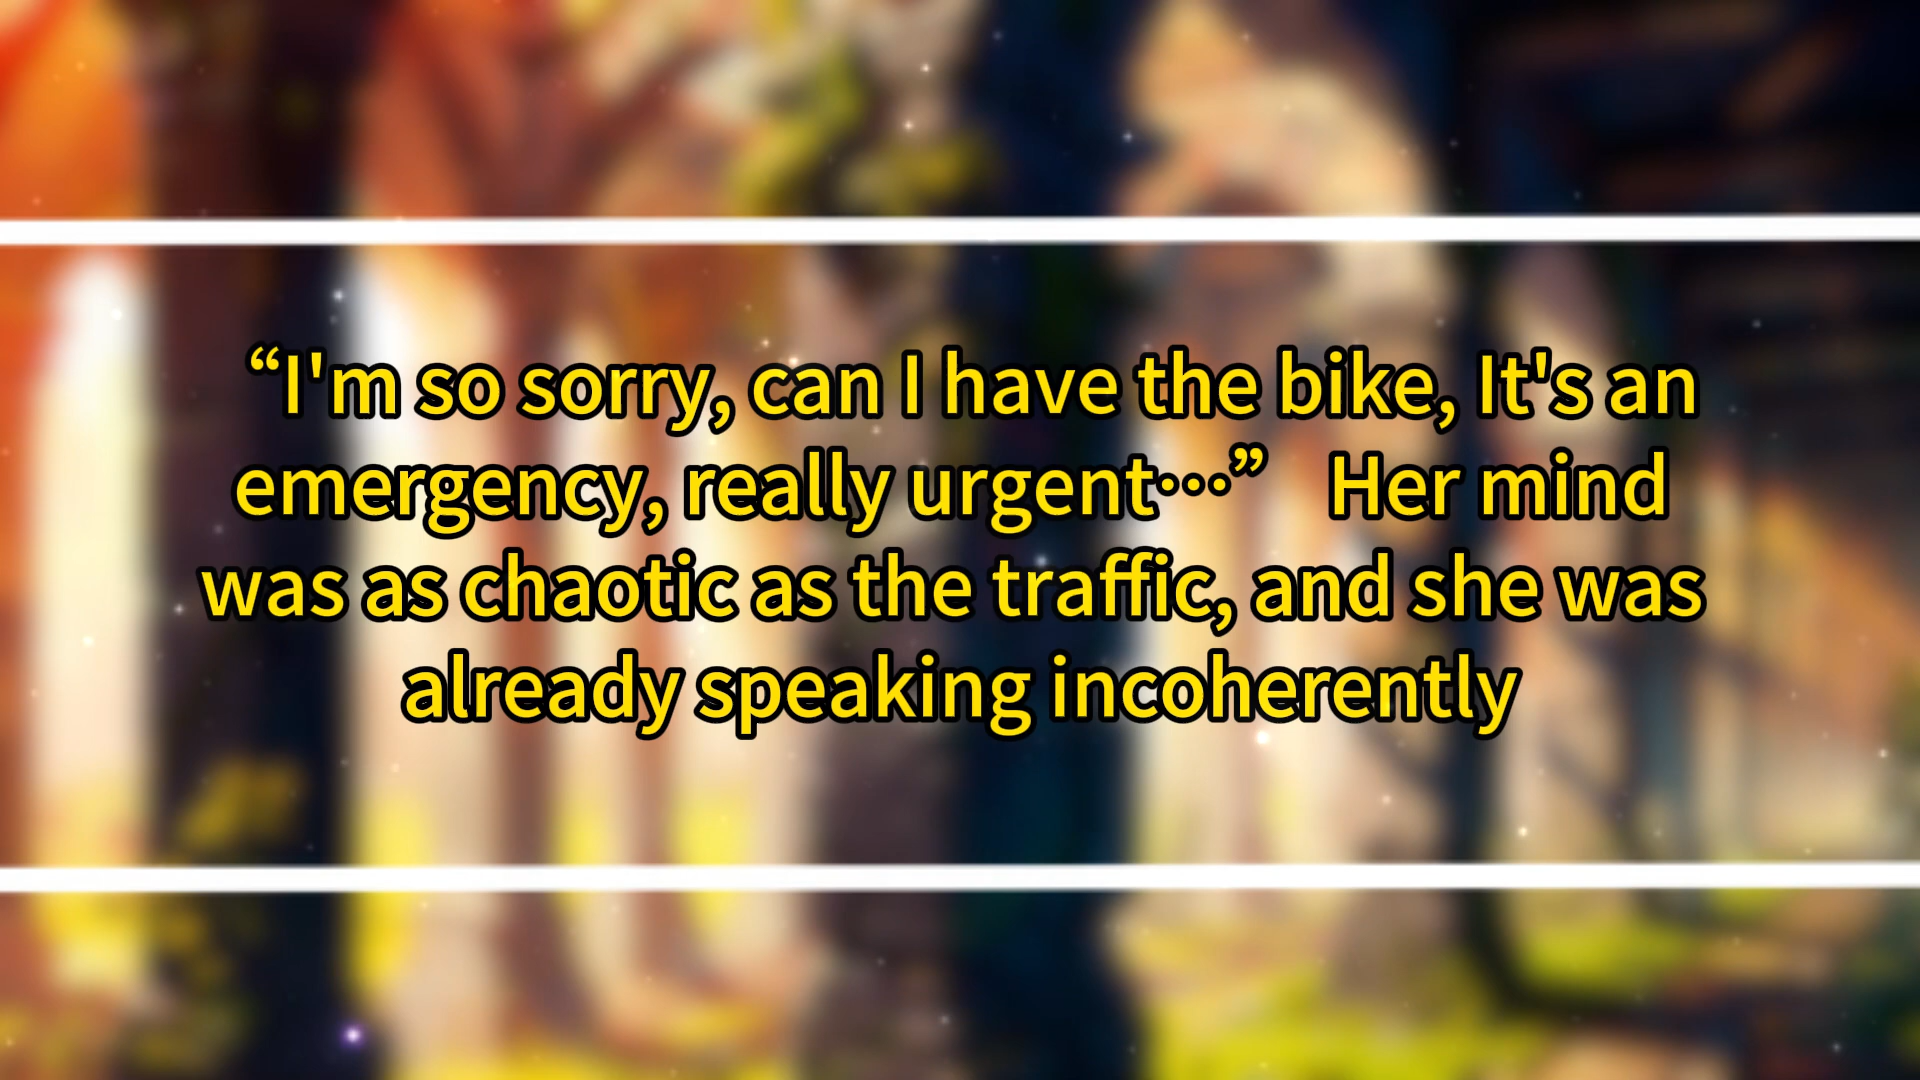 “I'm so sorry, can I have the bike, It's an
emergency, really urgent⋯” Her mind
was as chaotic as the traffic, and she was
already speaking incoherently